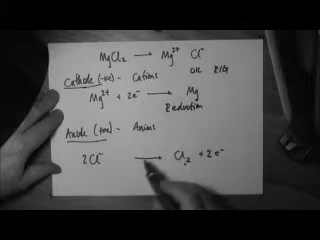 MgCl2 → Mg²⁺ Cl⁻
Cathode (-ve) - Cations OIL RIG
Mg²⁺ + 2e⁻ → Mg
Reduction
Anode (+ve) - Anions
2Cl⁻ → Cl2 + 2e⁻